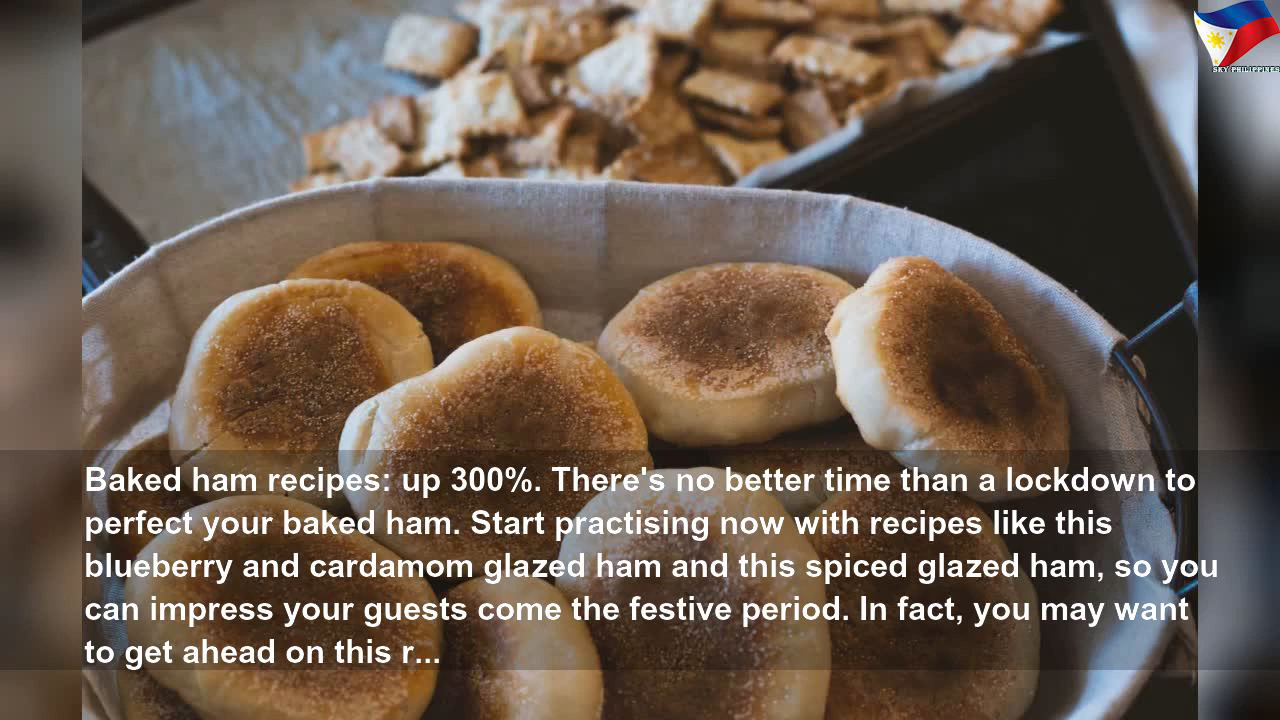 SKY PHILIPPINES
Baked ham recipes: up 300%. There's no better time than a lockdown to
perfect your baked ham. Start practising now with recipes like this
blueberry and cardamom glazed ham and this spiced glazed ham, so you
can impress your guests come the festive period. In fact, you may want
to get ahead on this r...